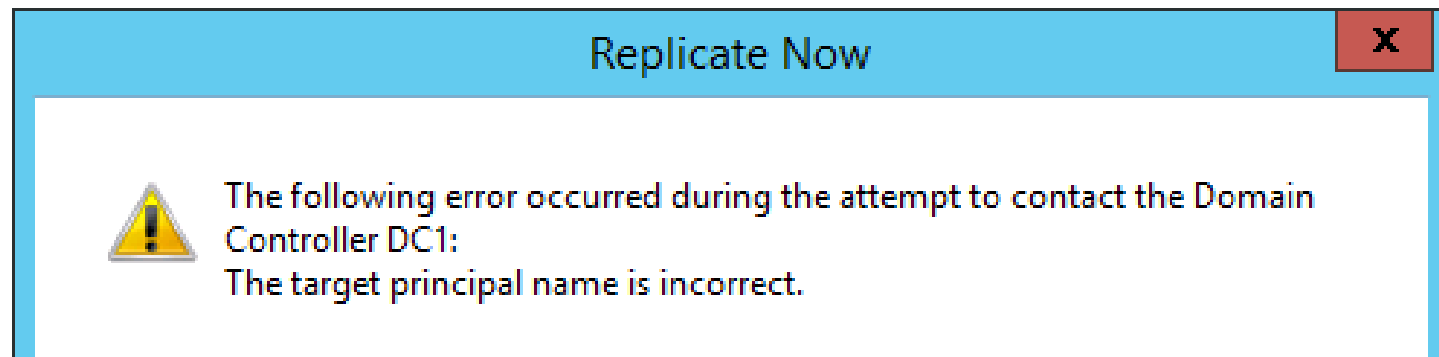 Replicate Now
x
The following error occurred during the attempt to contact the Domain
Controller DC1:
The target principal name is incorrect.